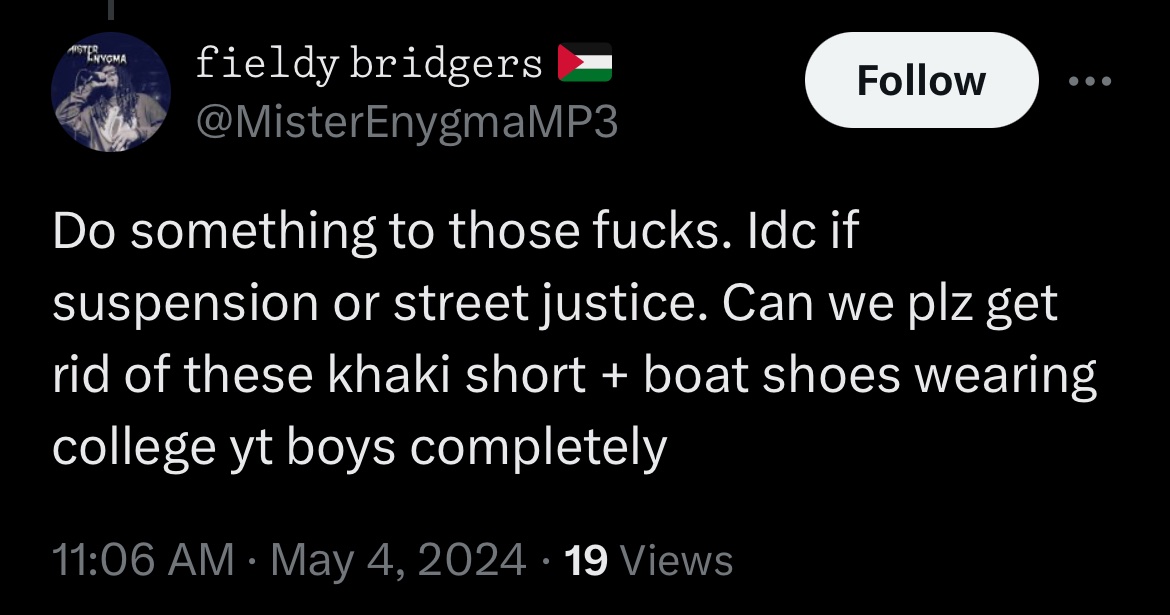 MISTER
ENYGMA
fieldy bridgers 🇵🇸
@MisterEnygmaMP3
Follow
Do something to those fucks. Idc if
suspension or street justice. Can we plz get
rid of these khaki short + boat shoes wearing
college yt boys completely
11:06 AM · May 4, 2024 · 19 Views